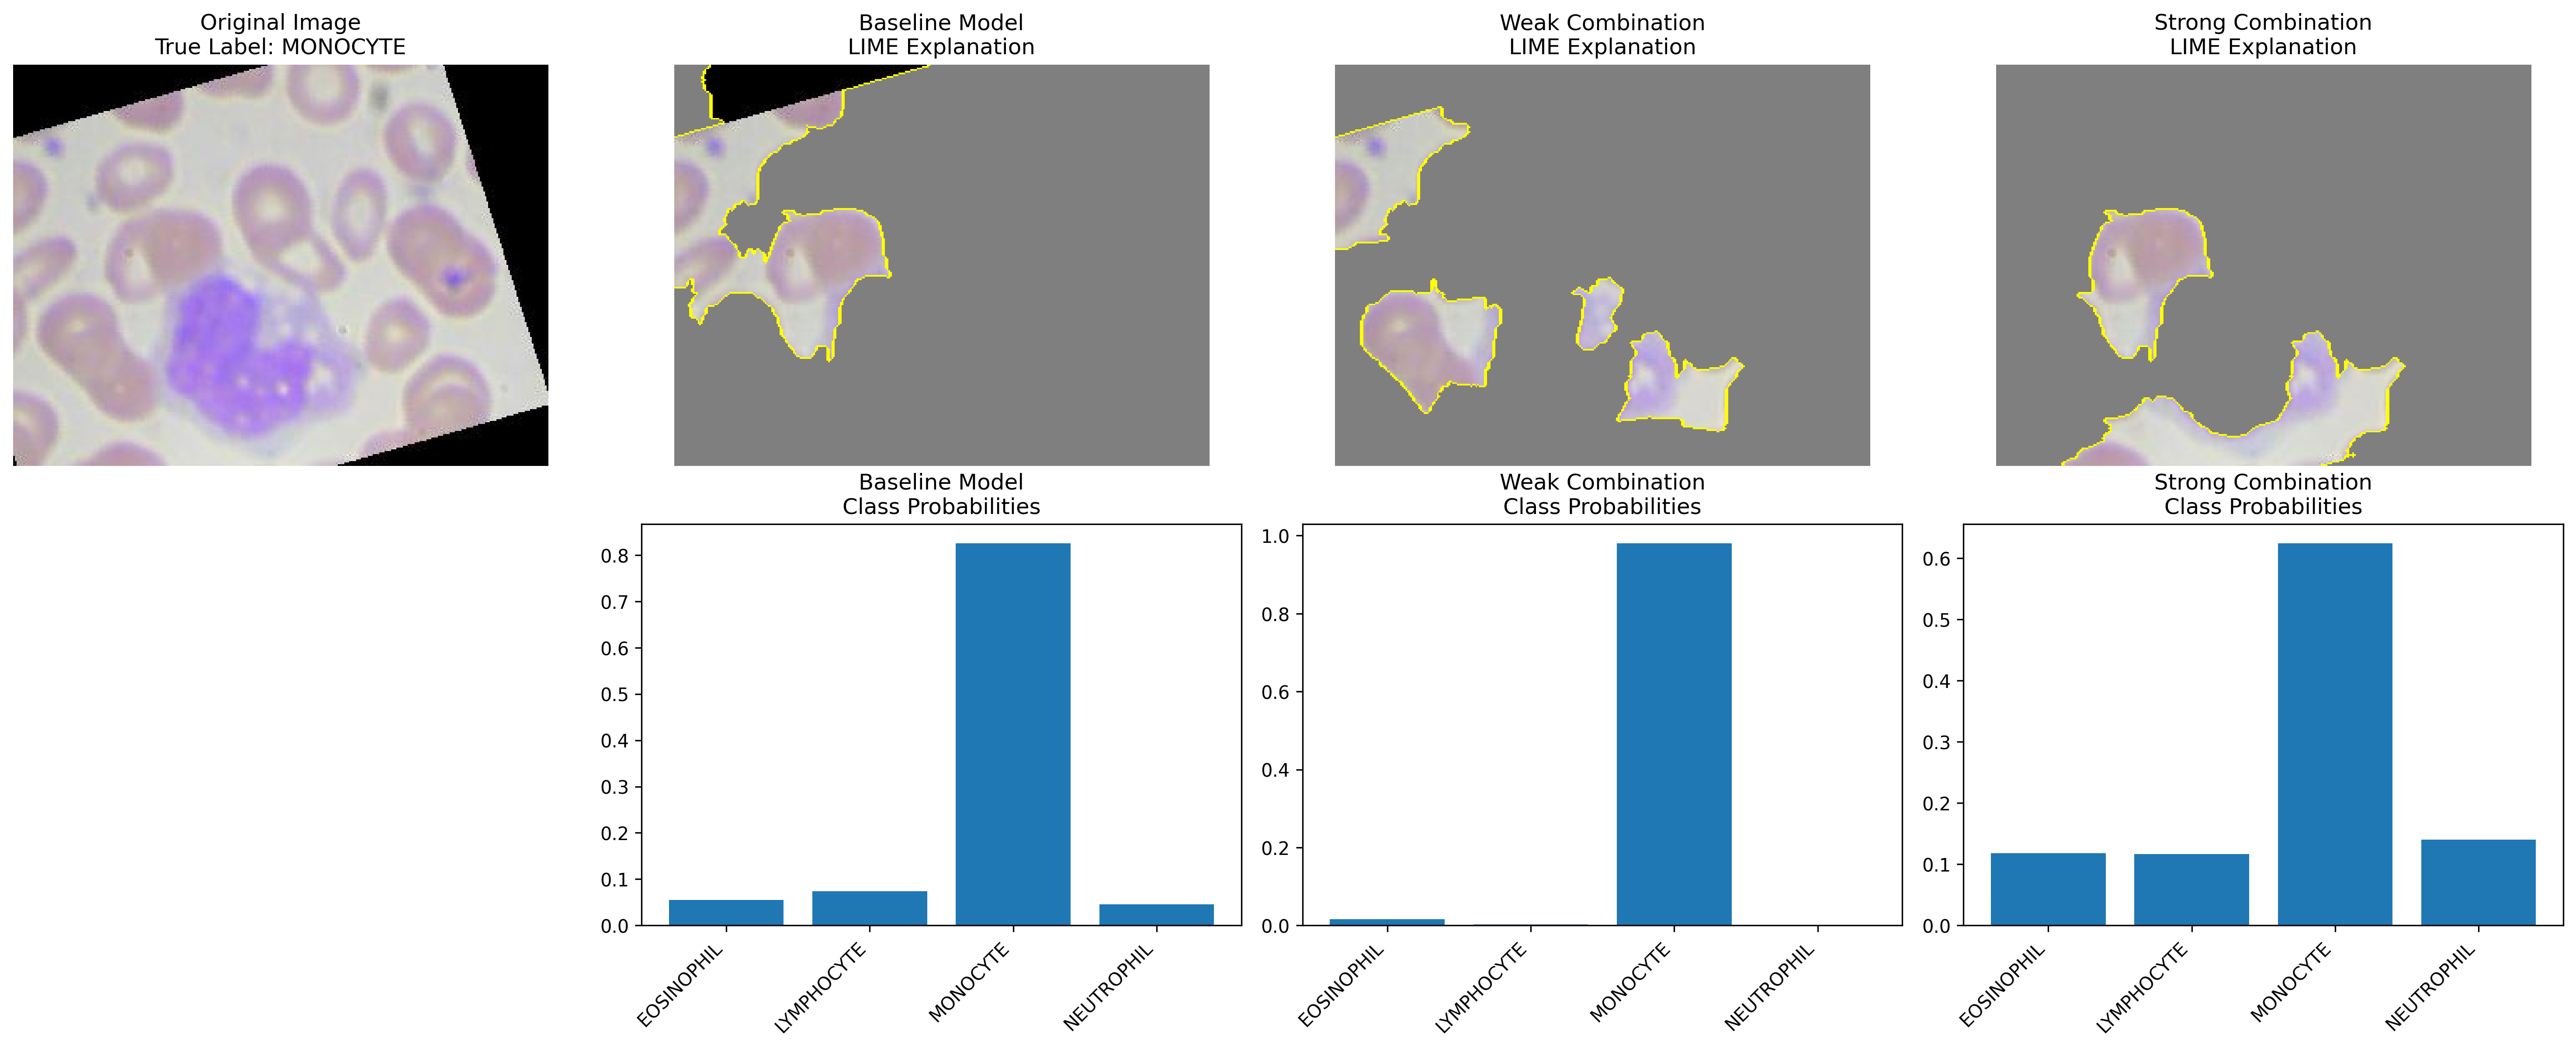 Original Image
True Label: MONOCYTE
Baseline Model
LIME Explanation
Weak Combination
LIME Explanation
Strong Combination
LIME Explanation
Baseline Model
Class Probabilities
0.8
0.7
0.6
0.5
0.4
0.3
0.2
0.1
0.0
EOSINOPHIL
LYMPHOCYTE
MONOCYTE
NEUTROPHIL
Weak Combination
Class Probabilities
1.0
0.8
0.6
0.4
0.2
0.0
EOSINOPHIL
LYMPHOCYTE
MONOCYTE
NEUTROPHIL
Strong Combination
Class Probabilities
0.6
0.5
0.4
0.3
0.2
0.1
0.0
EOSINOPHIL
LYMPHOCYTE
MONOCYTE
NEUTROPHIL